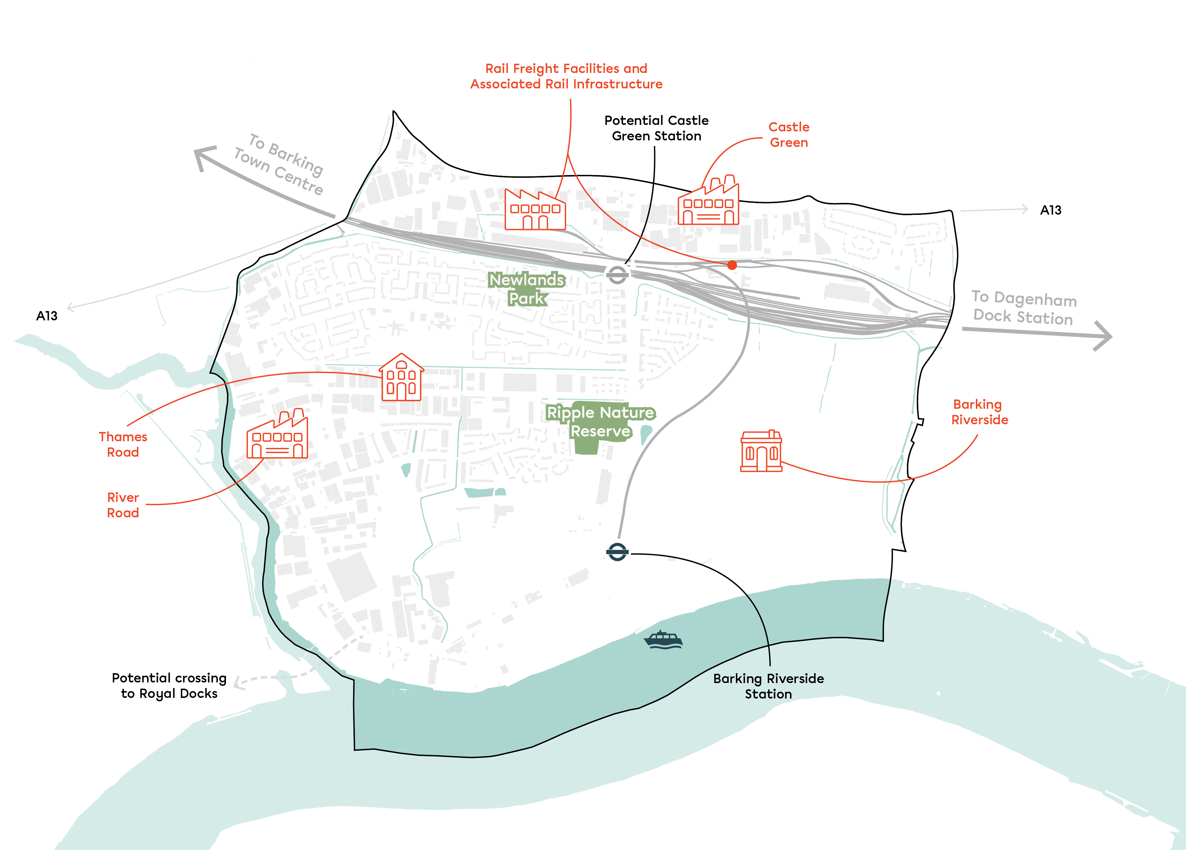 Rail Freight Facilities and
Associated Rail Infrastructure
Potential Castle
Green Station
Castle
Green
To Barking
Town Centre
A13
A13
Newlands
Park
To Dagenham
Dock Station
Ripple Nature
Reserve
Barking
Riverside
Thames
Road
River
Road
Potential crossing
to Royal Docks
Barking Riverside
Station